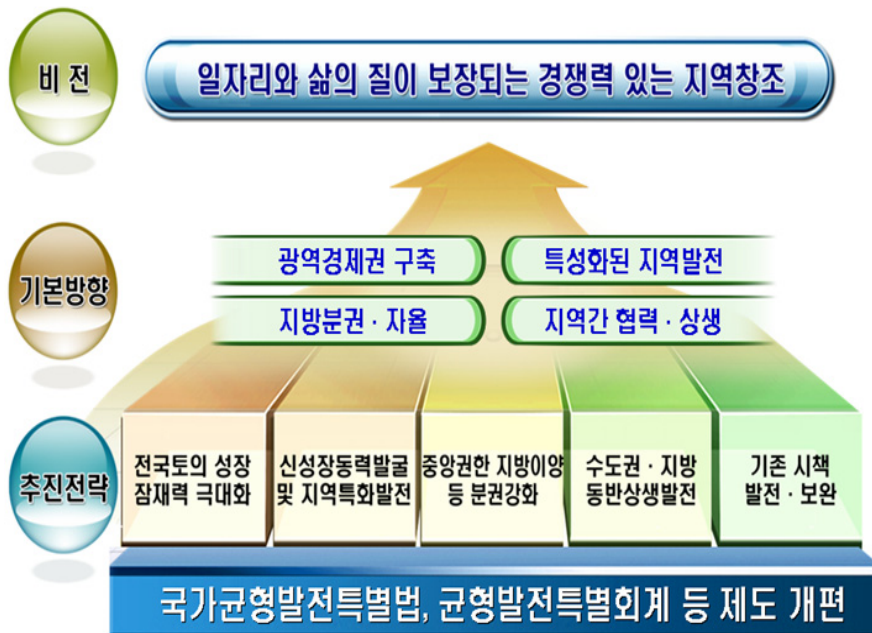 비 전
일자리와 삶의 질이 보장되는 경쟁력 있는 지역창조
기본방향
광역경제권 구축
특성화된 지역발전
지방분권 · 자율
지역간 협력 · 상생
추진전략
전국토의 성장
잠재력 극대화
신성장동력발굴
및 지역특화발전
중앙권한 지방이양
등 분권강화
수도권 · 지방
동반상생발전
기존 시책
발전 · 보완
국가균형발전특별법, 균형발전특별회계 등 제도 개편